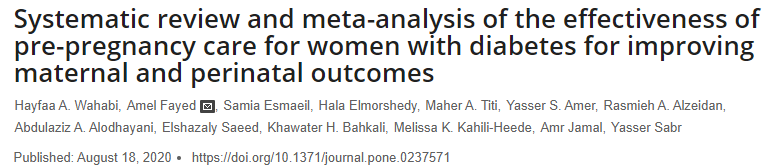 Systematic review and meta-analysis of the effectiveness of
pre-pregnancy care for women with diabetes for improving
maternal and perinatal outcomes
Hayfaa A. Wahabi, Amel Fayed, Samia Esmaeil, Hala Elmorshedy, Maher A. Titi, Yasser S. Amer, Rasmieh A. Alzeidan,
Abdulaziz A. Alodhayani, Elshazaly Saeed, Khawater H. Bahkali, Melissa K. Kahili-Heede, Amr Jamal, Yasser Sabr
Published: August 18, 2020 • https://doi.org/10.1371/journal.pone.0237571